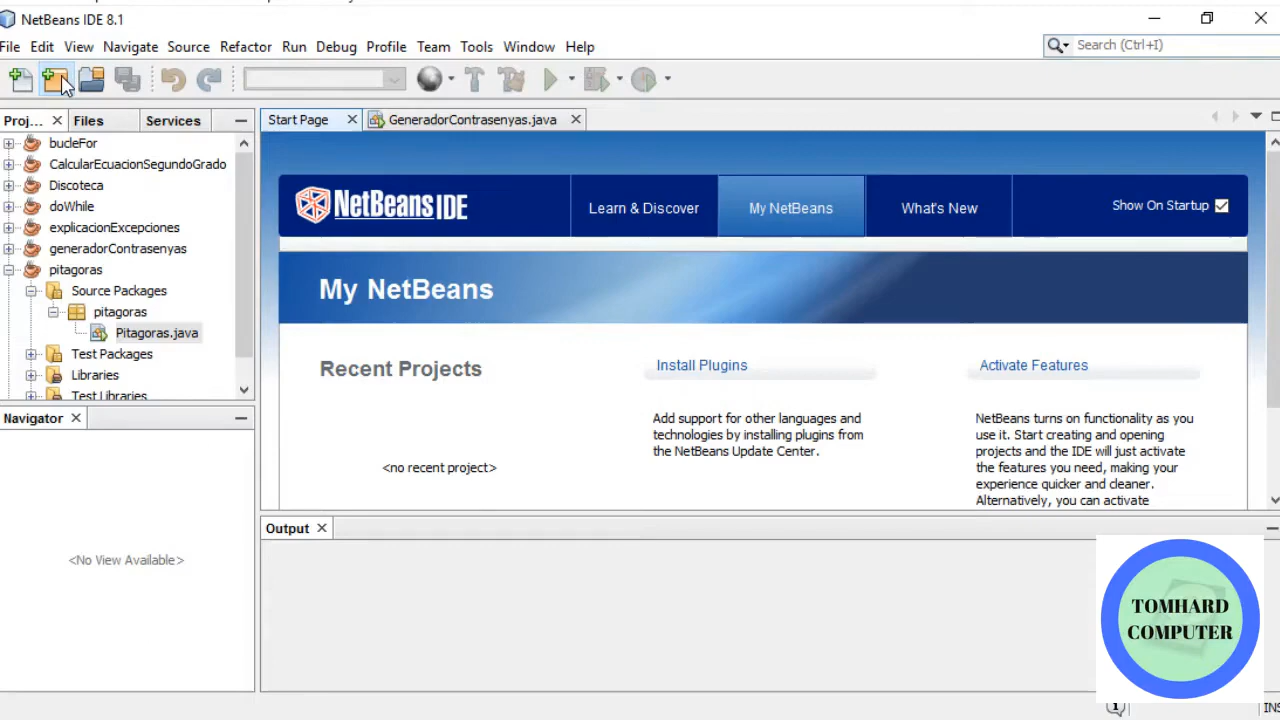 NetBeans IDE 8.1
File Edit View Navigate Source Refactor Run Debug Profile Team Tools Window Help
Search (Ctrl+I)
Proj... Files Services
Start Page GeneradorContrasenyas.java
bucleFor
CalcularEcuacionSegundoGrado
Discoteca
doWhile
explicacionExcepciones
generadorContrasenyas
pitagoras
Source Packages
pitagoras
Pitagoras.java
Test Packages
Libraries
Test Libraries
Navigator
<No View Available>
NetBeans IDE
Learn & Discover My NetBeans What's New Show On Startup
My NetBeans
Recent Projects
<no recent project>
Install Plugins
Add support for other languages and
technologies by installing plugins from
the NetBeans Update Center.
Activate Features
NetBeans turns on functionality as you
use it. Start creating and opening
projects and the IDE will just activate
the features you need, making your
experience quicker and cleaner.
Alternatively, you can activate
Output
TOMHARD
COMPUTER